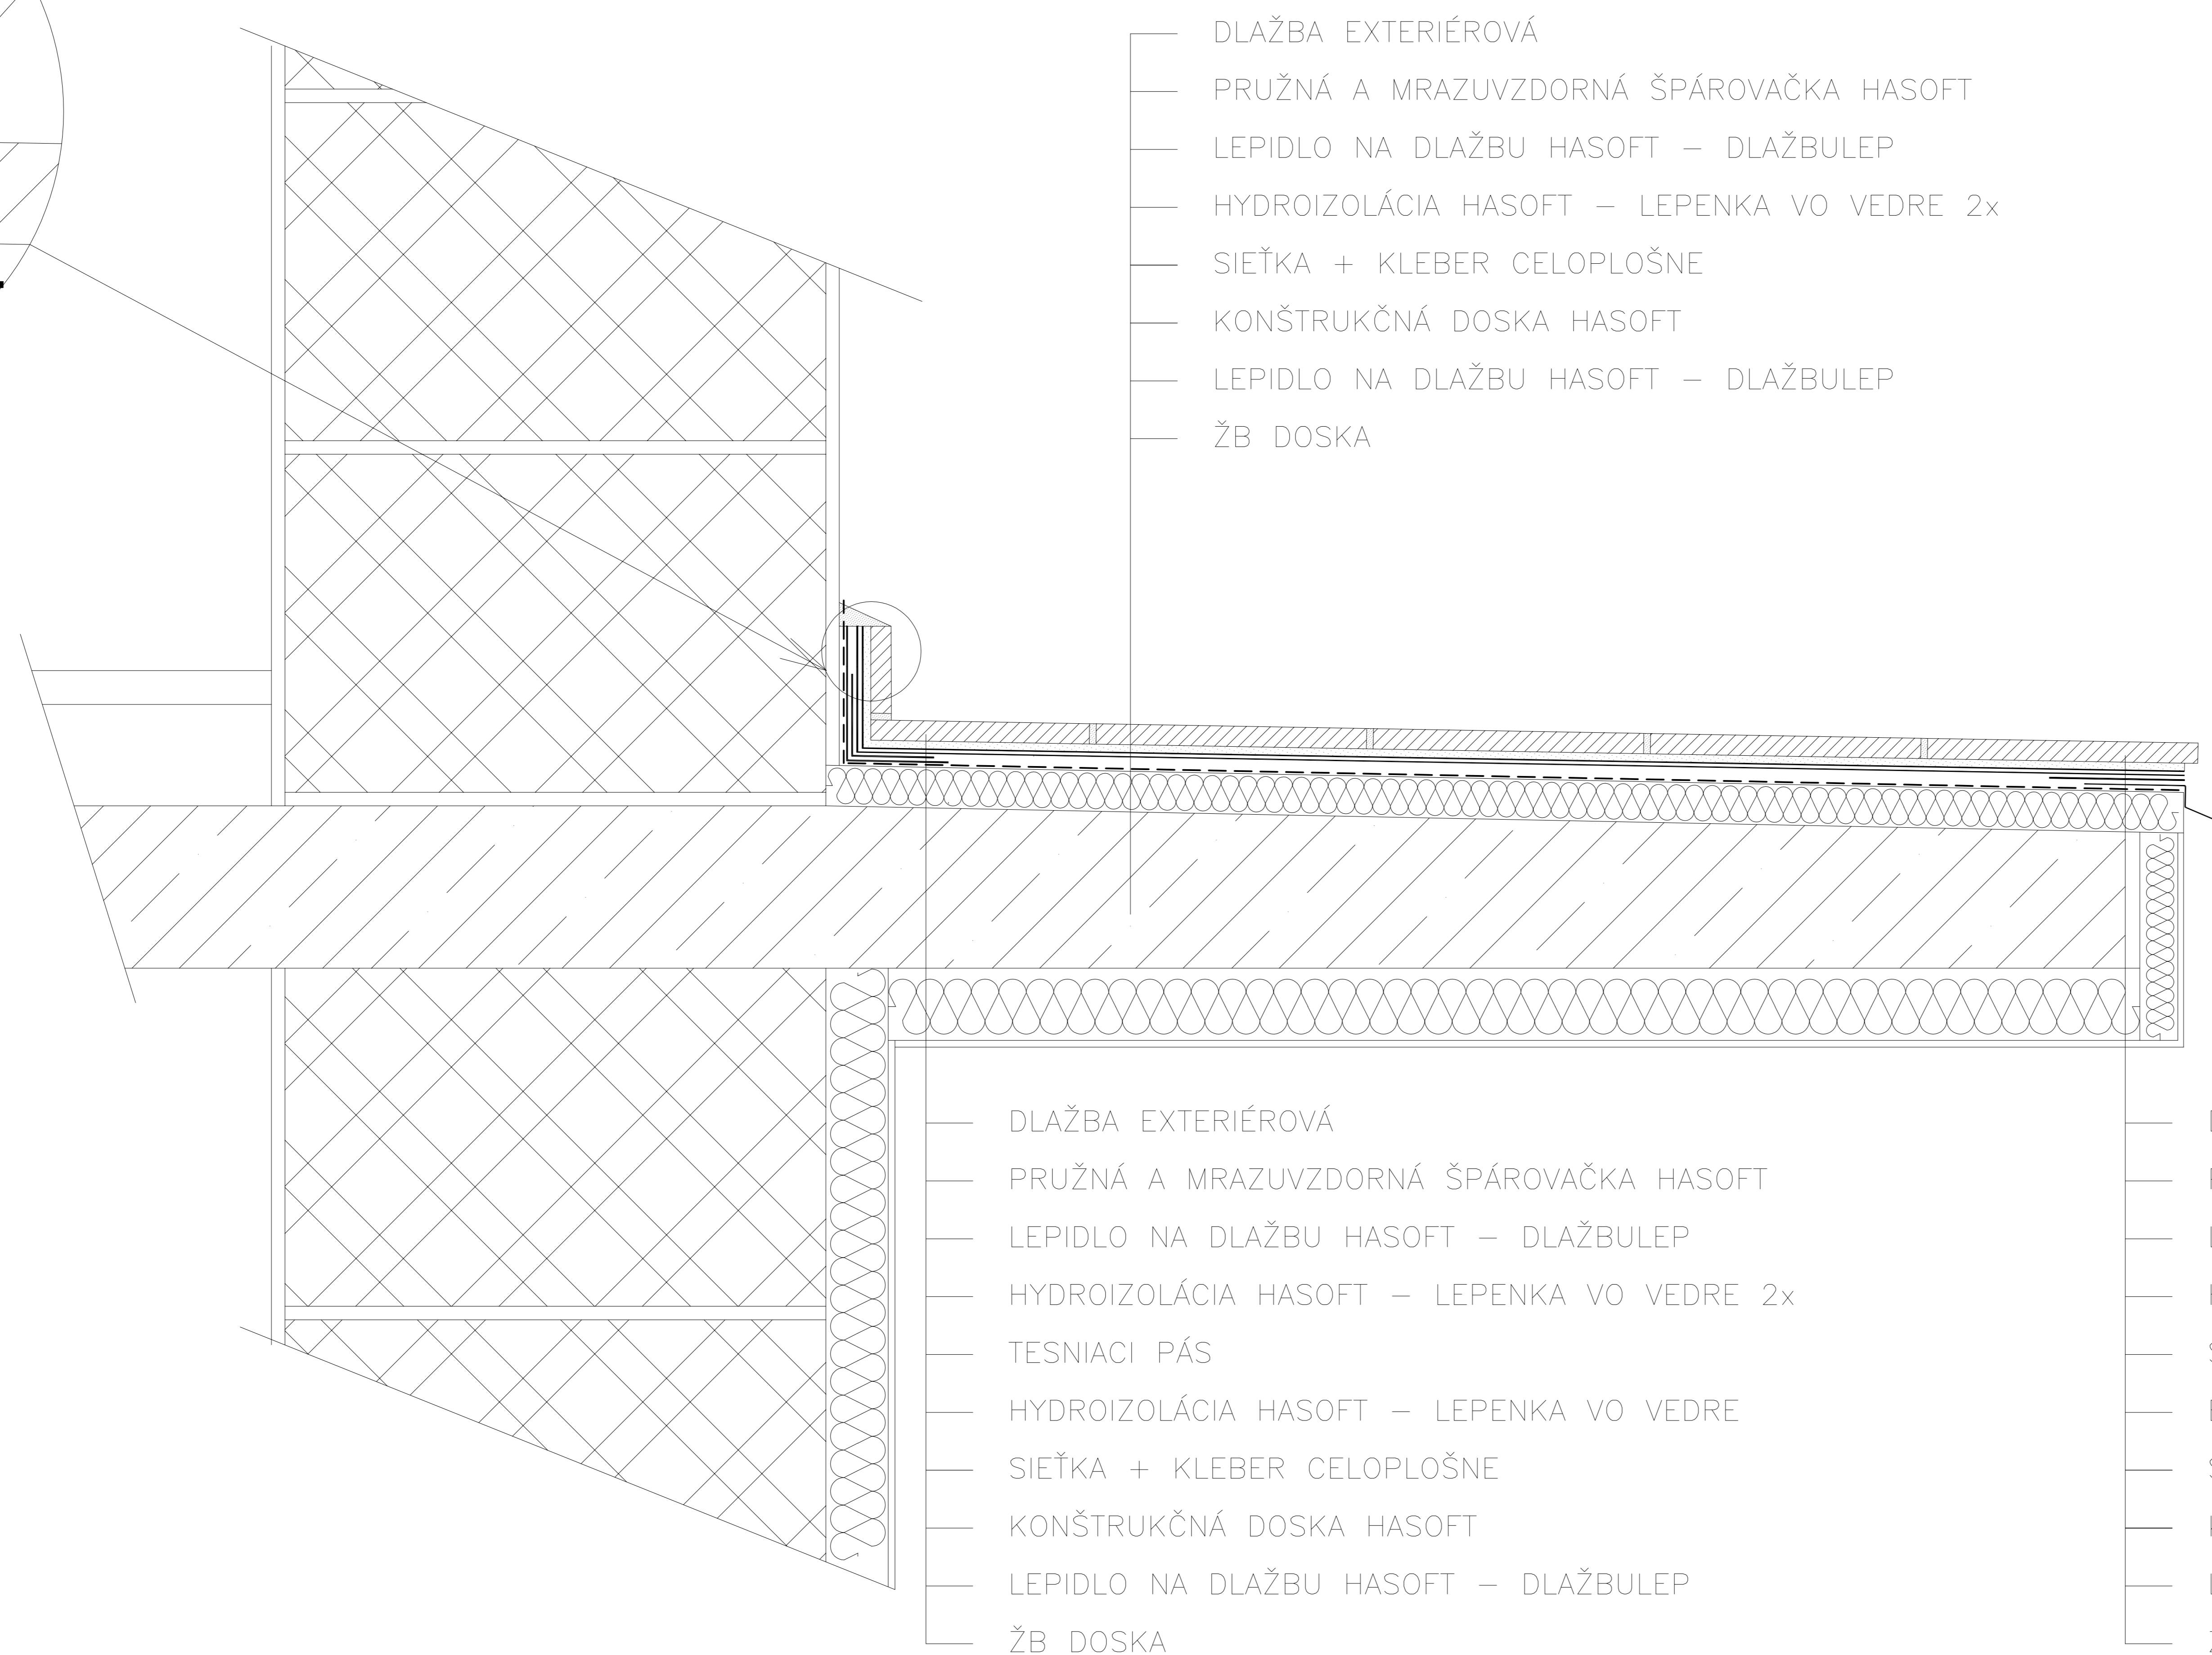 DLAŽBA EXTERIÉROVÁ
PRUŽNÁ A MRAZUVZDORNÁ ŠPÁROVAČKA HASOFT
LEPIDLO NA DLAŽBU HASOFT – DLAŽBULEP
HYDROIZOLÁCIA HASOFT – LEPENKA VO VEDRE 2x
SIEŤKA + KLEBER CELOPLOŠNE
KONŠTRUKČNÁ DOSKA HASOFT
LEPIDLO NA DLAŽBU HASOFT – DLAŽBULEP
ŽB DOSKA
DLAŽBA EXTERIÉROVÁ
PRUŽNÁ A MRAZUVZDORNÁ ŠPÁROVAČKA HASOFT
LEPIDLO NA DLAŽBU HASOFT – DLAŽBULEP
HYDROIZOLÁCIA HASOFT – LEPENKA VO VEDRE 2x
TESNIACI PÁS
HYDROIZOLÁCIA HASOFT – LEPENKA VO VEDRE
SIEŤKA + KLEBER CELOPLOŠNE
KONŠTRUKČNÁ DOSKA HASOFT
LEPIDLO NA DLAŽBU HASOFT – DLAŽBULEP
ŽB DOSKA